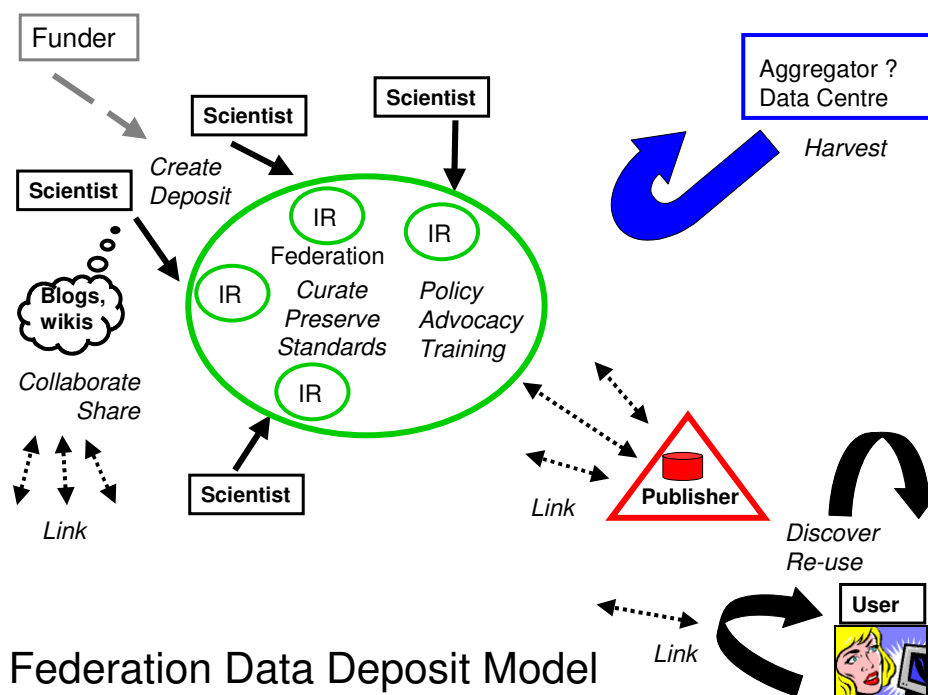 Funder
Aggregator ?
Data Centre
Harvest
Scientist
Scientist
Create
Deposit
Scientist
IR
IR
Federation
IR
Curate
Preserve
Standards
Policy
Advocacy
Training
Blogs,
wikis
Collaborate
Share
IR
Scientist
Link
Link
Publisher
Discover
Re-use
User
Link
Federation Data Deposit Model